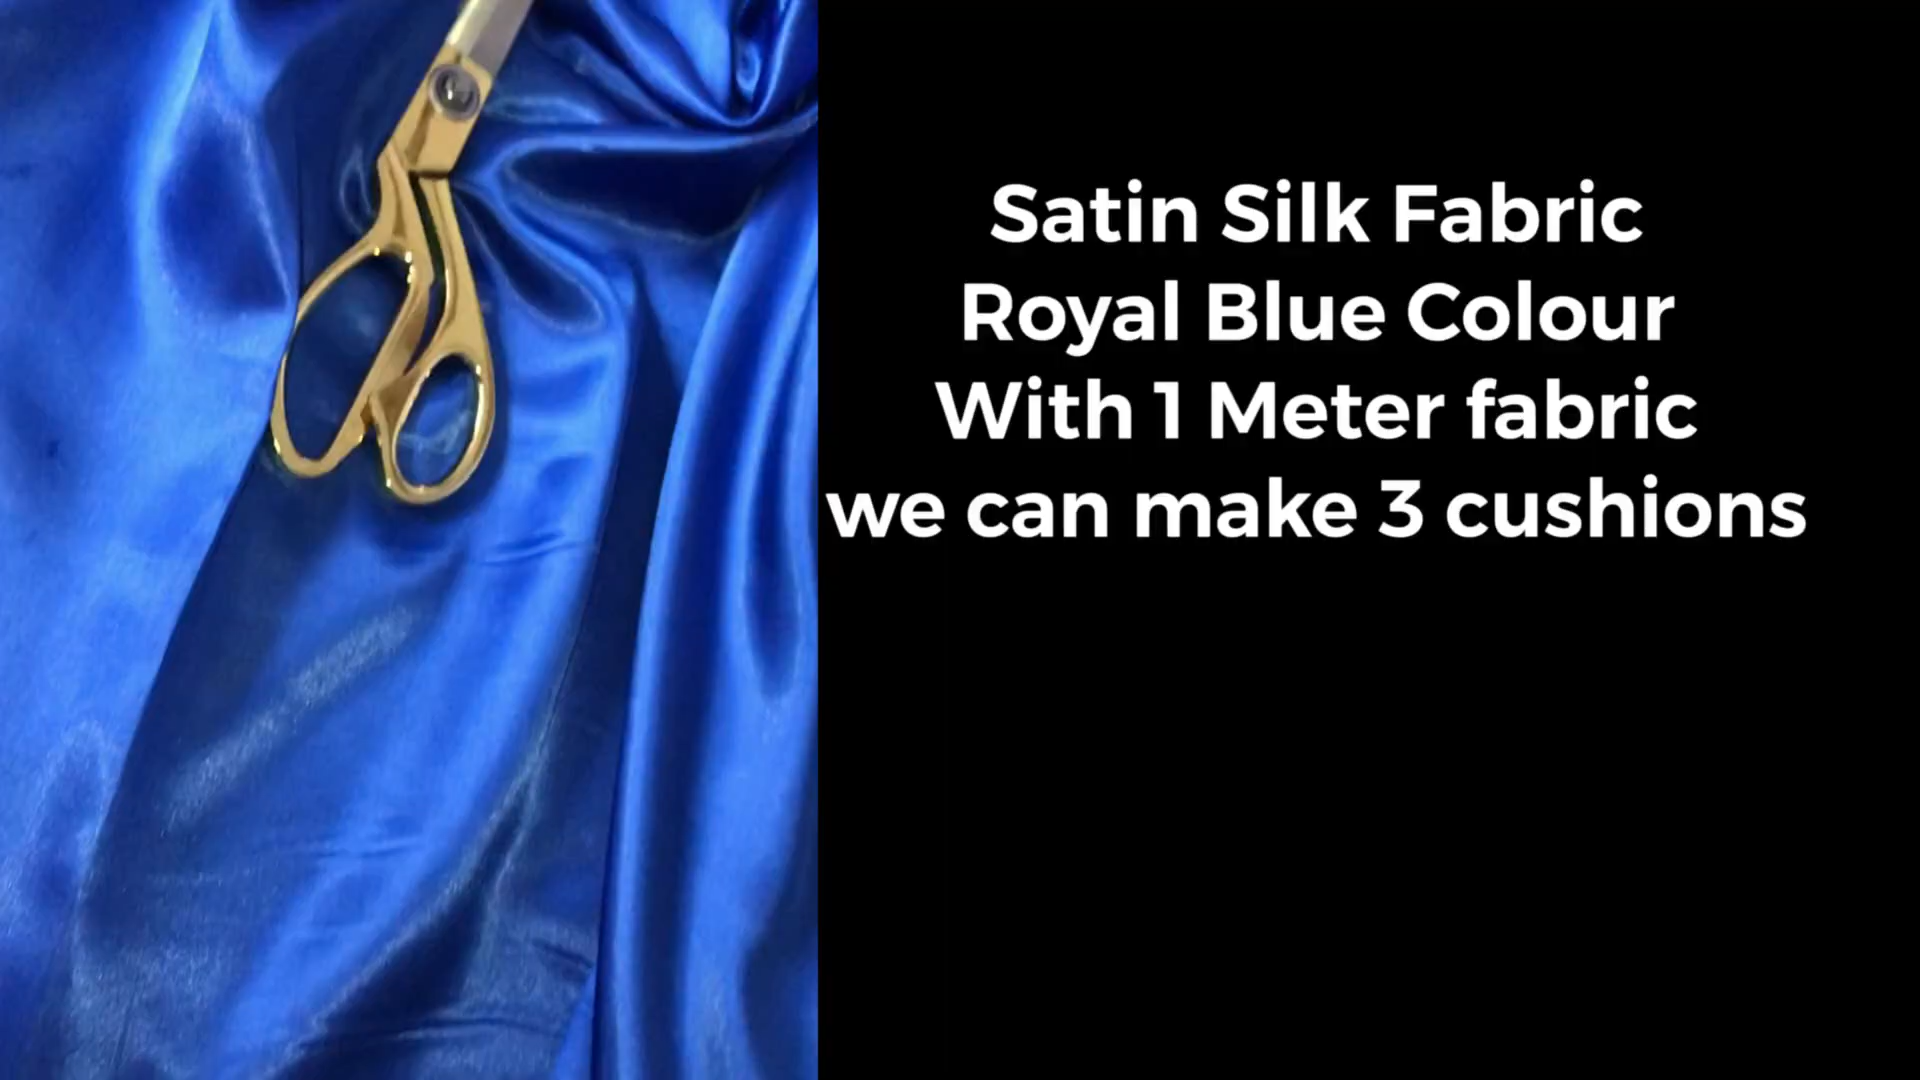 Satin Silk Fabric
Royal Blue Colour
With 1 Meter fabric
we can make 3 cushions